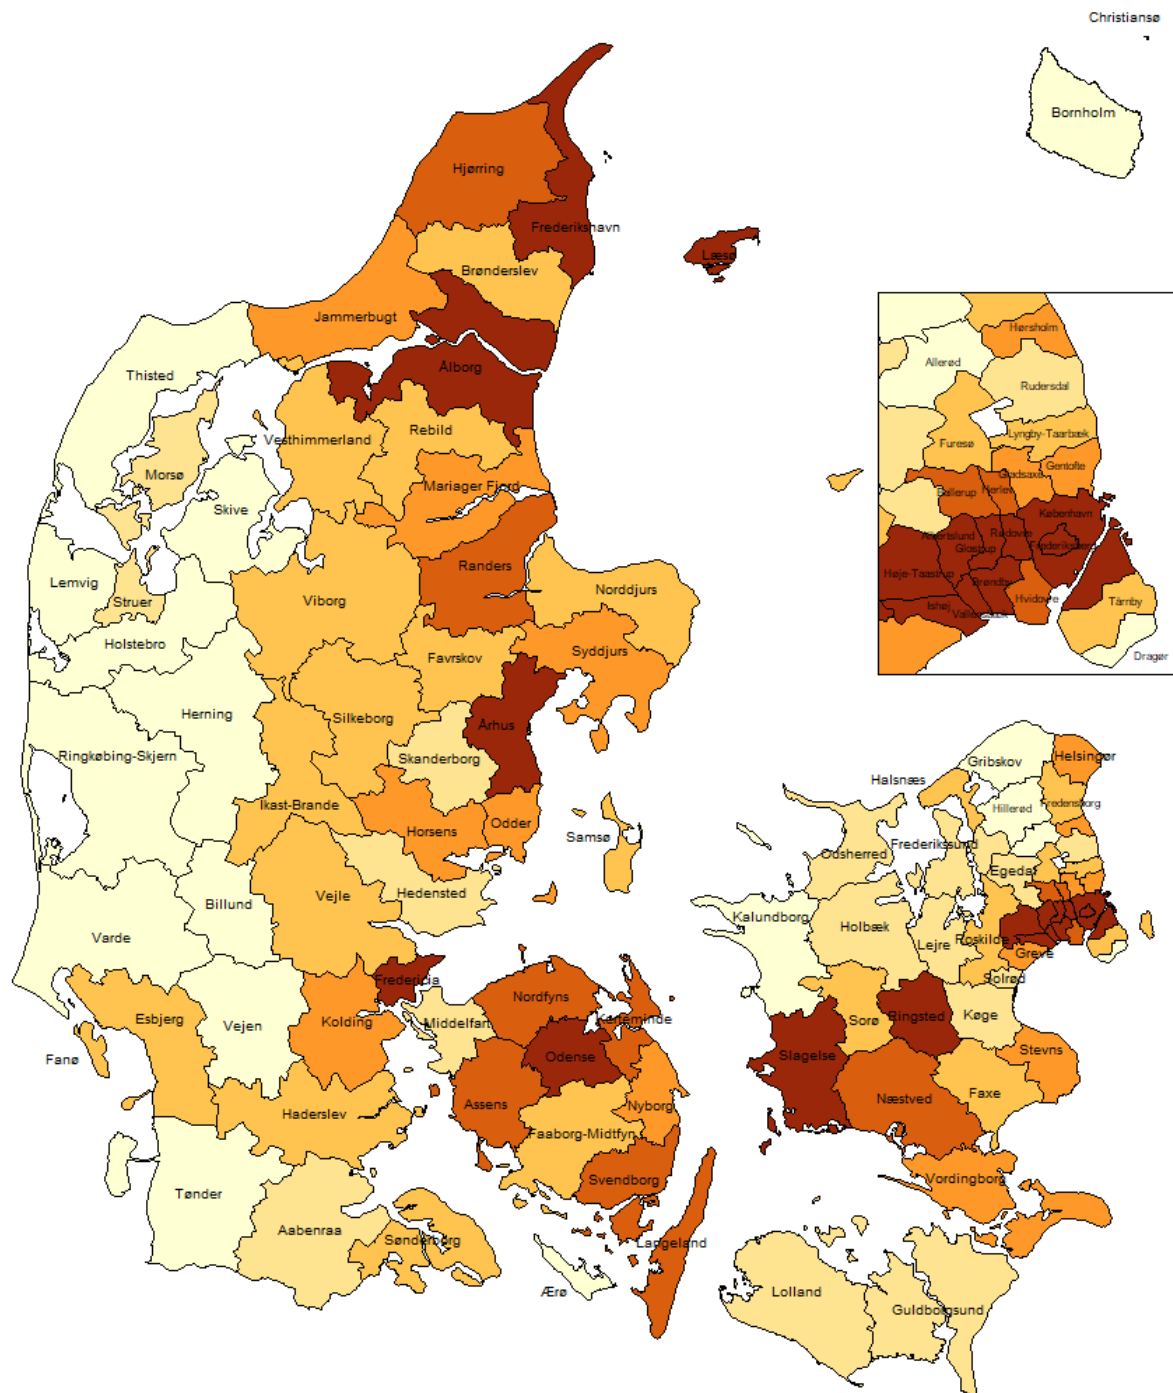 Christiansø
Bornholm
Hjørring
Frederikshavn
Læsø
Brønderslev
Jammerbugt
Ålborg
Thisted
Vesthimmerland
Rebild
Morsø
Mariager Fjord
Skive
Lemvig
Struer
Viborg
Randers
Norddjurs
Holstebro
Favrskov
Syddjurs
Herning
Silkeborg
Århus
Ringkøbing-Skjern
Skanderborg
Ikast-Brande
Horsens
Odder
Samsø
Hedensted
Vejle
Billund
Varde
Fredericia
Esbjerg
Vejen
Kolding
Middelfart
Nordfyns
Kerteminde
Fanø
Odense
Assens
Nyborg
Haderslev
Faaborg-Midtfyn
Svendborg
Tønder
Aabenraa
Sønderborg
Langeland
Ærø
Hørsholm
Allerød
Rudersdal
Furesø
Lyngby-Taarbæk
Gentofte
Gladsaxe
Ballerup
Herlev
København
Albertslund
Rødovre
Glostrup
Frederiksberg
Høje-Taastrup
Brøndby
Ishøj
Vallensbæk
Hvidovre
Tårnby
Dragør
Gribskov
Helsingør
Halsnæs
Hillerød
Fredensborg
Odsherred
Frederikssund
Egedal
Kalundborg
Holbæk
Lejre
Roskilde
Greve
Solrød
Sorø
Ringsted
Køge
Slagelse
Stevns
Næstved
Faxe
Vordingborg
Lolland
Guldborgsund